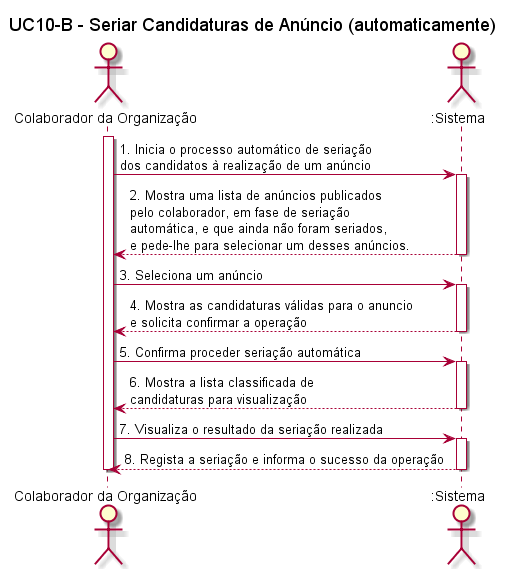 UC10-B - Seriar Candidaturas de Anúncio (automaticamente)
Colaborador da Organização
:Sistema
1. Inicia o processo automático de seriação
dos candidatos à realização de um anúncio
2. Mostra uma lista de anúncios publicados
pelo colaborador, em fase de seriação
automática, e que ainda não foram seriados,
e pede-lhe para selecionar um desses anúncios.
3. Seleciona um anúncio
4. Mostra as candidaturas válidas para o anuncio
e solicita confirmar a operação
5. Confirma proceder seriação automática
6. Mostra a lista classificada de
candidaturas para visualização
7. Visualiza o resultado da seriação realizada
8. Regista a seriação e informa o sucesso da operação
Colaborador da Organização
:Sistema